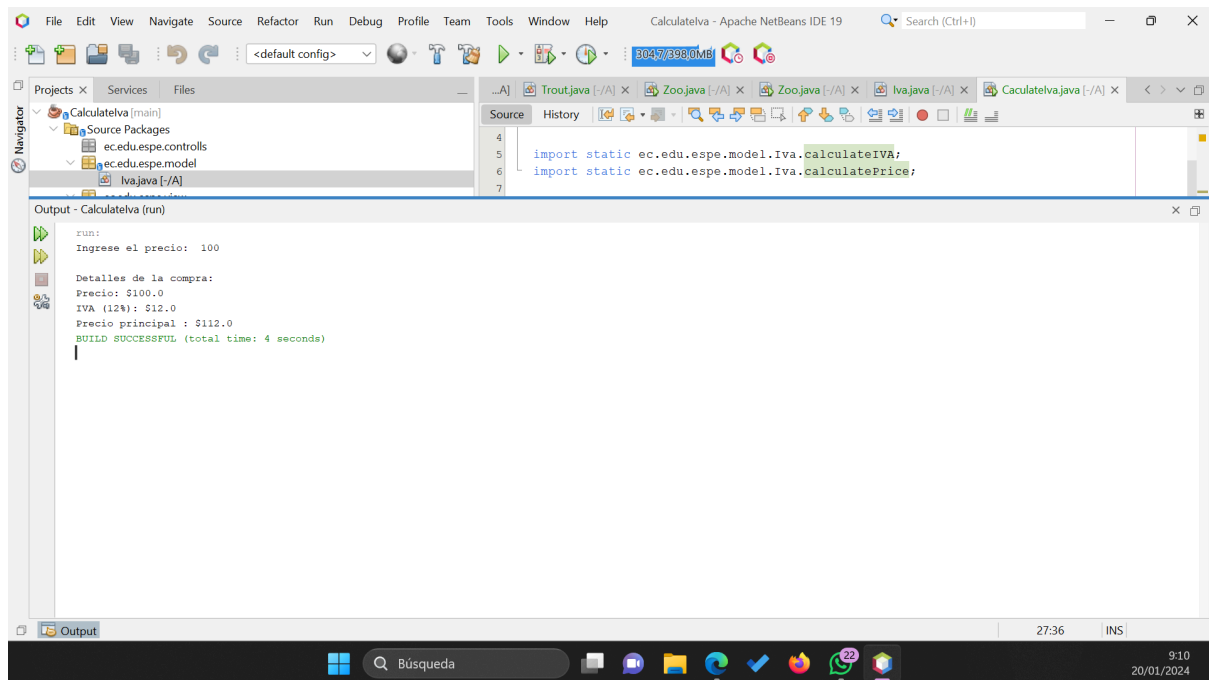 File Edit View Navigate Source Refactor Run Debug Profile Team Tools Window Help CalculateIva - Apache NetBeans IDE 19 Search (Ctrl+I)
<default config> 304,7/398,0MB
Projects Services Files
...A] Trout.java [-/A] Zoo.java [-/A] Zoo.java [-/A] Iva.java [-/A] CaculateIva.java [-/A]
Navigator
CalculateIva [main]
Source Packages
ec.edu.espe.controlls
ec.edu.espe.model
Iva.java [-/A]
Source History
4
5 import static ec.edu.espe.model.Iva.calculateIVA;
6 import static ec.edu.espe.model.Iva.calculatePrice;
7
Output - CalculateIva (run)
run:
Ingrese el precio: 100
Detalles de la compra:
Precio: $100.0
IVA (12%): $12.0
Precio principal : $112.0
BUILD SUCCESSFUL (total time: 4 seconds)
Output
27:36 INS
Búsqueda
22
9:10
20/01/2024